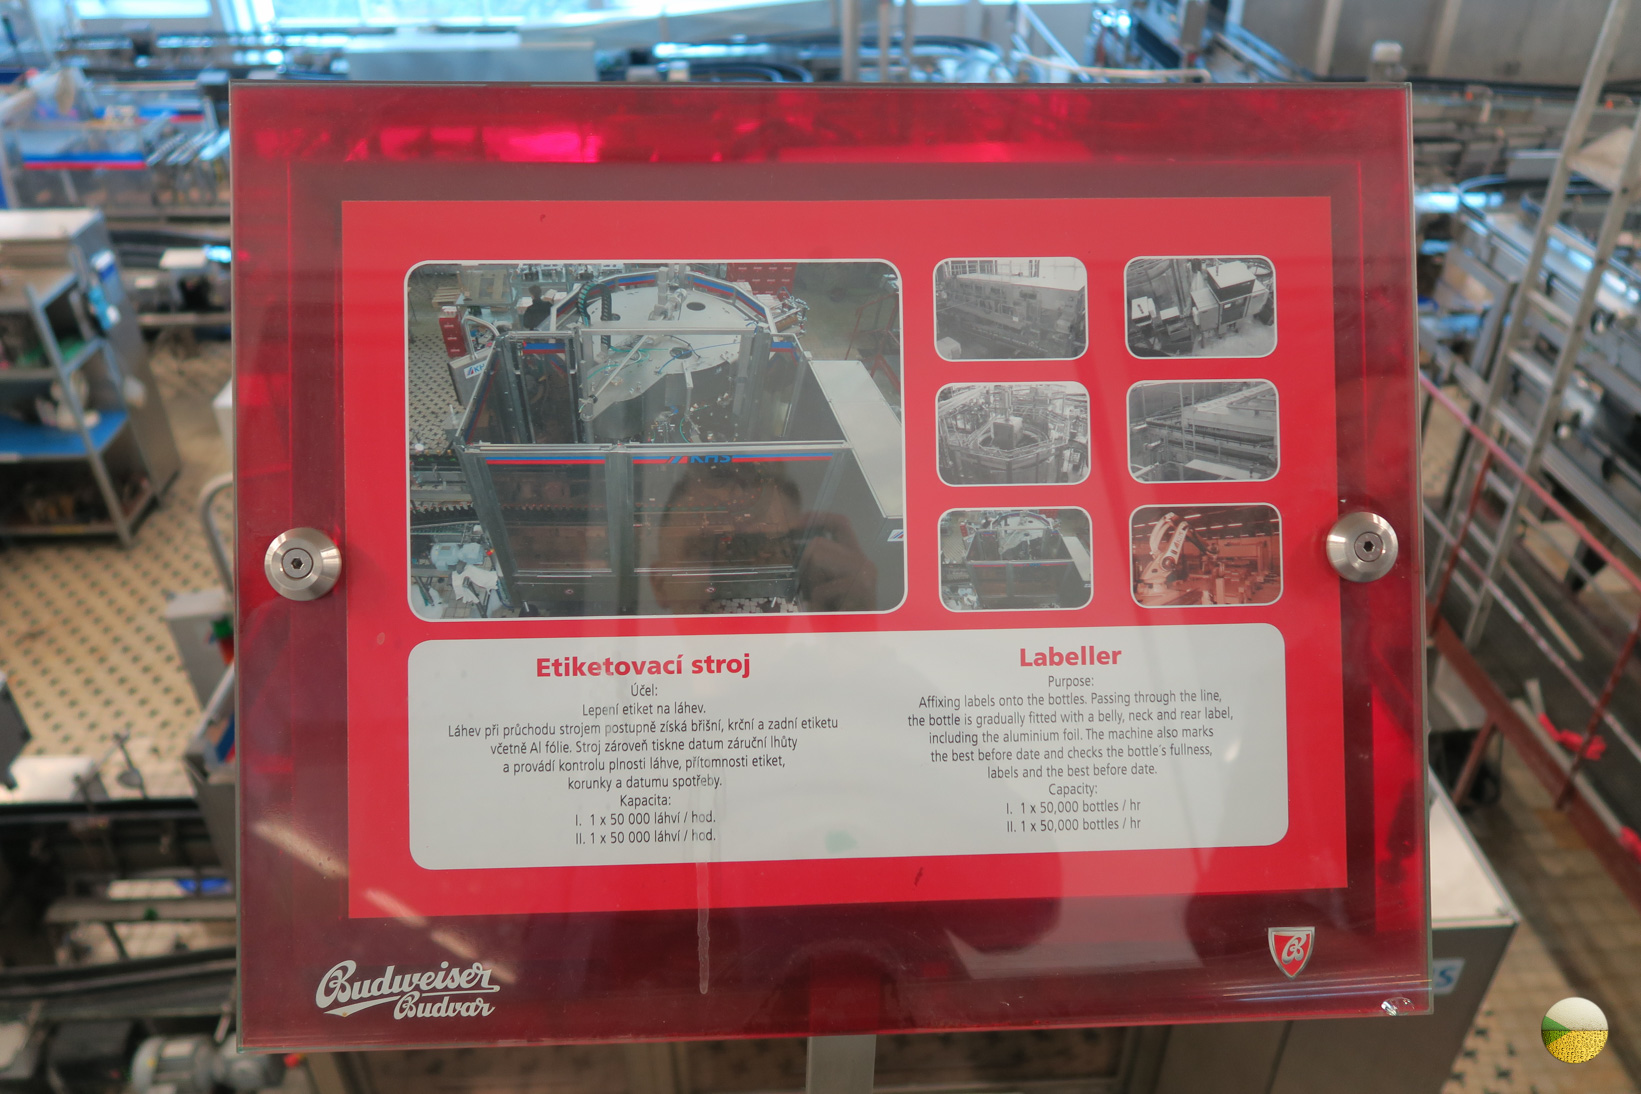 KHS
KHS
Etiketovací stroj
Účel:
Lepení etiket na láhev.
Láhev při průchodu strojem postupně získá břišní, krční a zadní etiketu
včetně Al fólie. Stroj zároveň tiskne datum záruční lhůty
a provádí kontrolu plnosti láhve, přítomnosti etiket,
korunky a datumu spotřeby.
Kapacita:
I. 1 x 50 000 láhví / hod.
II. 1 x 50 000 láhví / hod.
Labeller
Purpose:
Affixing labels onto the bottles. Passing through the line,
the bottle is gradually fitted with a belly, neck and rear label,
including the aluminium foil. The machine also marks
the best before date and checks the bottle´s fullness,
labels and the best before date.
Capacity:
I. 1 x 50,000 bottles / hr
II. 1 x 50,000 bottles / hr
Budweiser
Budvar
B